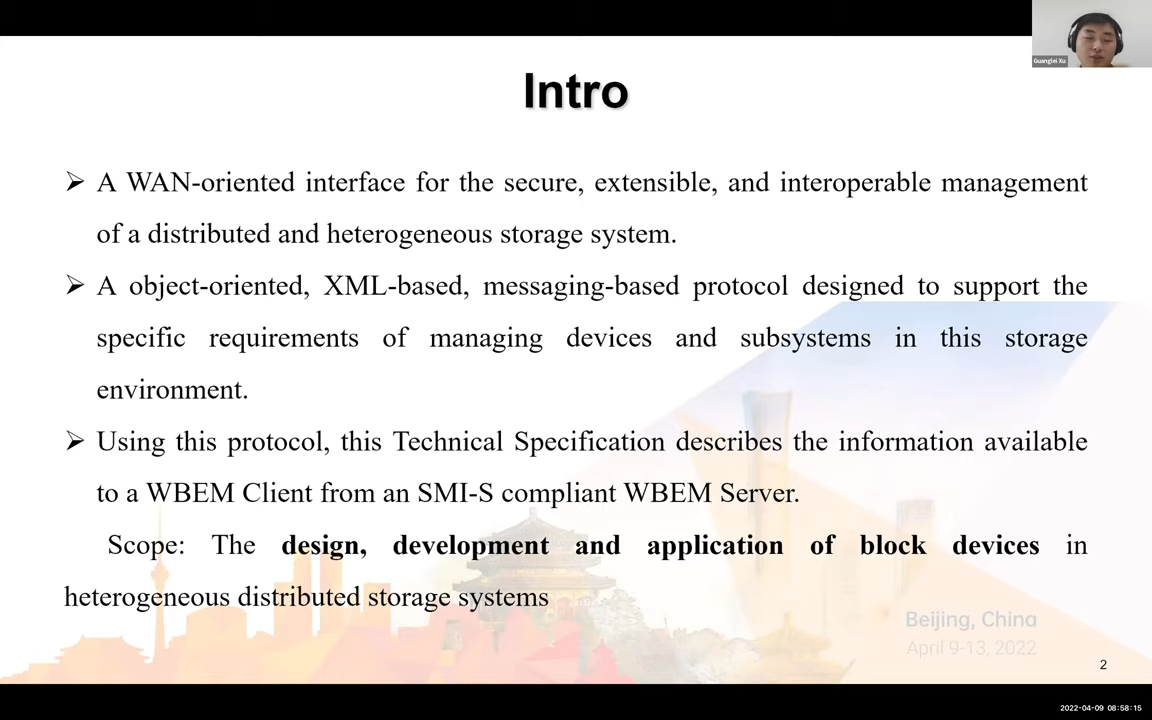 Guanglei Xu
Intro
➢ A WAN-oriented interface for the secure, extensible, and interoperable management
of a distributed and heterogeneous storage system.
➢ A object-oriented, XML-based, messaging-based protocol designed to support the
specific requirements of managing devices and subsystems in this storage
environment.
➢ Using this protocol, this Technical Specification describes the information available
to a WBEM Client from an SMI-S compliant WBEM Server.
Scope: The design, development and application of block devices in
heterogeneous distributed storage systems
Beijing, China
April 9-13, 2022
2
2022-04-09 08:58:15